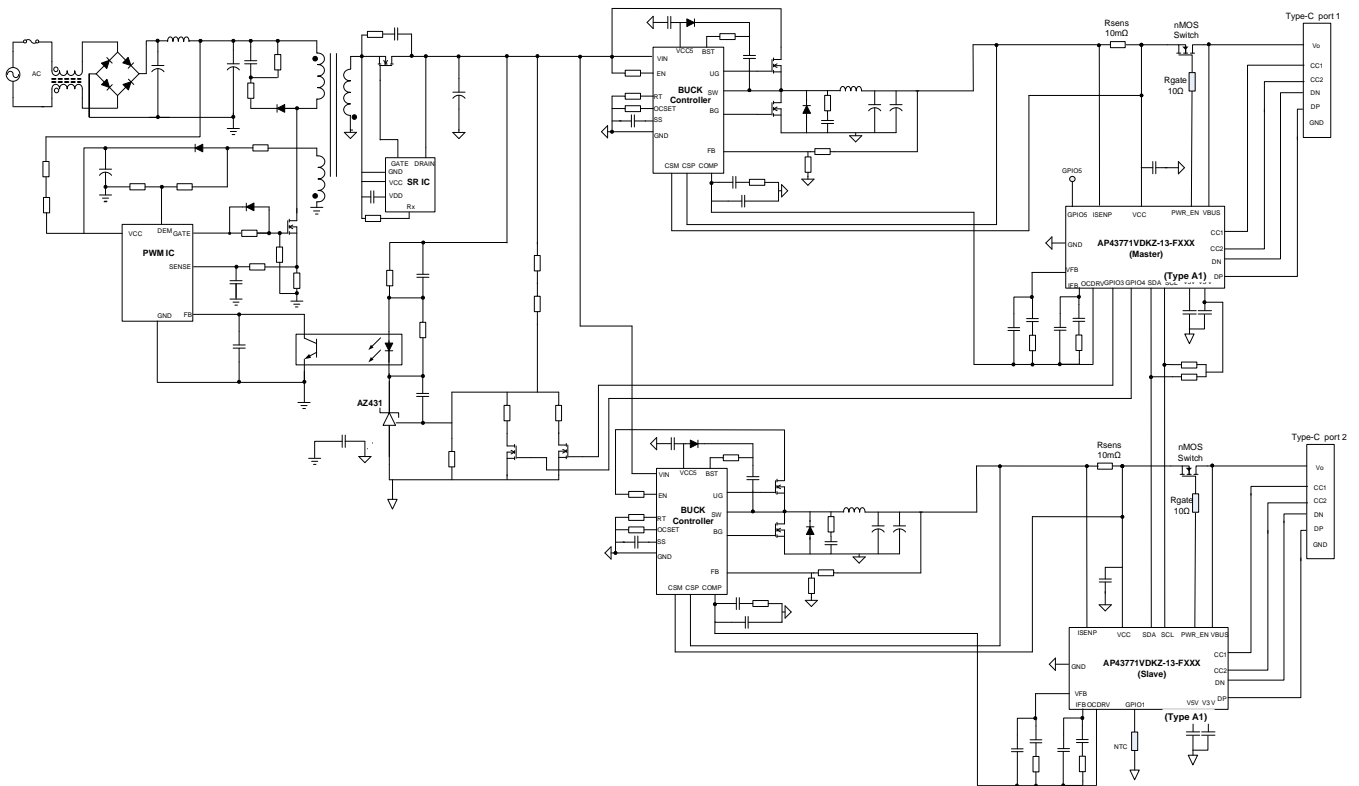 AC
VCC
DEM
GATE
PWM IC
SENSE
GND
FB
GATE DRAIN
GND
VCC
SR IC
VDD
Rx
AZ431
VCC5
BST
VIN
EN
UG
BUCK
Controller
RT
SW
OCSET
BG
SS
GND
FB
CSM CSP COMP
Rsens
10mΩ
nMOS
Switch
Rgate
10Ω
Type-C port 1
Vo
CC1
CC2
DN
DP
GND
GPIO5
GPIO5
ISENP
VCC
PWR_EN
VBUS
CC1
GND
AP43771VDKZ-13-FXXX
(Master)
CC2
DN
VFB
(Type A1)
DP
IFB
OCDRV
GPIO3
GPIO4
SDA
VCC5
BST
VIN
EN
UG
BUCK
Controller
RT
SW
OCSET
BG
SS
GND
FB
CSM CSP COMP
Rsens
10mΩ
nMOS
Switch
Rgate
10Ω
Type-C port 2
Vo
CC1
CC2
DN
DP
GND
ISENP
VCC
SDA
SCL
PWR_EN
VBUS
CC1
GND
AP43771VDKZ-13-FXXX
(Slave)
CC2
DN
VFB
DP
IFB
OCDRV
GPIO1
V5V
V3V
(Type A1)
NTC